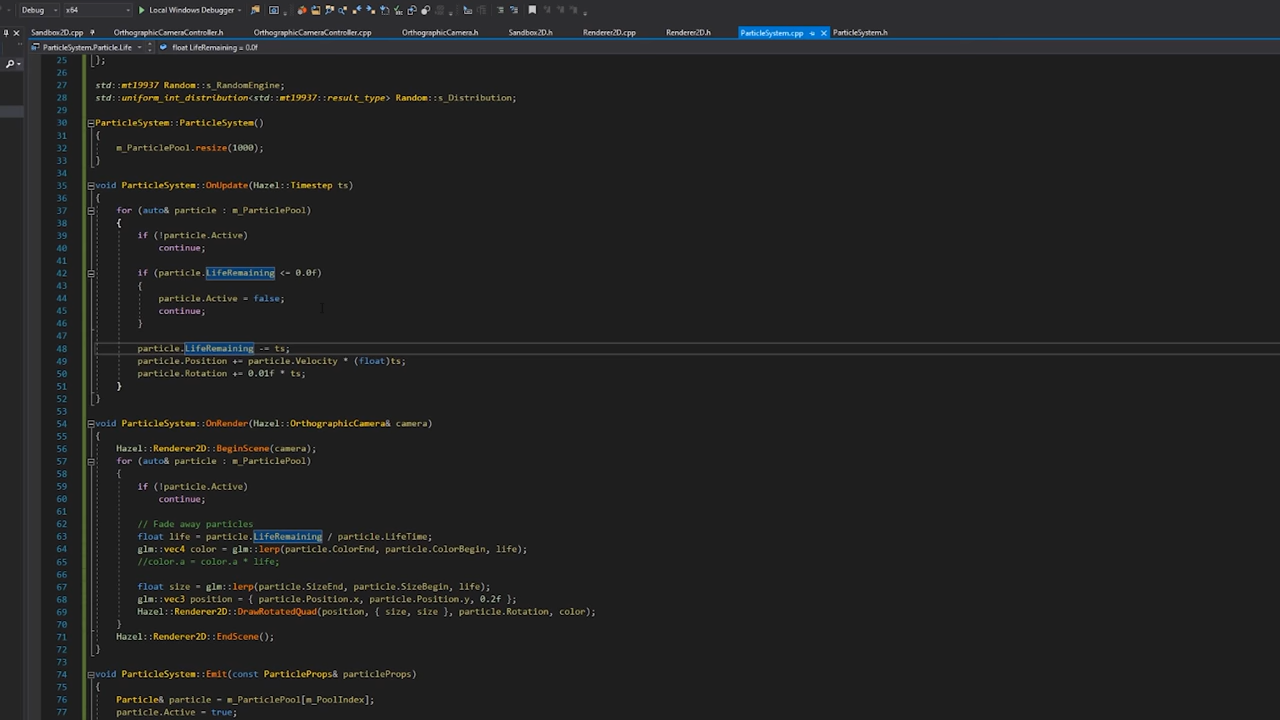 Debug x64 Local Windows Debugger
Sandbox2D.cpp OrthographicCameraController.h OrthographicCameraController.cpp OrthographicCamera.h Sandbox2D.h Renderer2D.cpp Renderer2D.h ParticleSystem.cpp ParticleSystem.h
ParticleSystem.Particle.Life float LifeRemaining = 0.0f
25 };
26
27 std::mt19937 Random::s_RandomEngine;
28 std::uniform_int_distribution<std::mt19937::result_type> Random::s_Distribution;
29
30 ParticleSystem::ParticleSystem()
31 {
32 m_ParticlePool.resize(1000);
33 }
34
35 void ParticleSystem::OnUpdate(Hazel::Timestep ts)
36 {
37 for (auto& particle : m_ParticlePool)
38 {
39 if (!particle.Active)
40 continue;
41
42 if (particle.LifeRemaining <= 0.0f)
43 {
44 particle.Active = false;
45 continue;
46 }
47
48 particle.LifeRemaining -= ts;
49 particle.Position += particle.Velocity * (float)ts;
50 particle.Rotation += 0.01f * ts;
51 }
52 }
53
54 void ParticleSystem::OnRender(Hazel::OrthographicCamera& camera)
55 {
56 Hazel::Renderer2D::BeginScene(camera);
57 for (auto& particle : m_ParticlePool)
58 {
59 if (!particle.Active)
60 continue;
61
62 // Fade away particles
63 float life = particle.LifeRemaining / particle.LifeTime;
64 glm::vec4 color = glm::lerp(particle.ColorEnd, particle.ColorBegin, life);
65 //color.a = color.a * life;
66
67 float size = glm::lerp(particle.SizeEnd, particle.SizeBegin, life);
68 glm::vec3 position = { particle.Position.x, particle.Position.y, 0.2f };
69 Hazel::Renderer2D::DrawRotatedQuad(position, { size, size }, particle.Rotation, color);
70 }
71 Hazel::Renderer2D::EndScene();
72 }
73
74 void ParticleSystem::Emit(const ParticleProps& particleProps)
75 {
76 Particle& particle = m_ParticlePool[m_PoolIndex];
77 particle.Active = true;